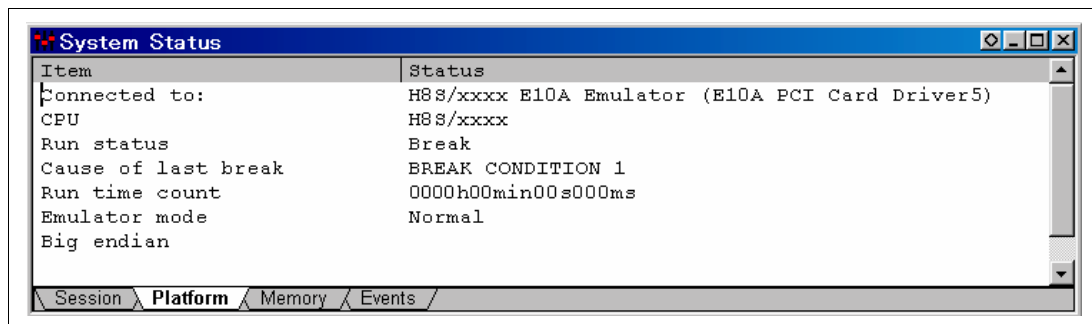 System Status
Item Status
Connected to: H8S/xxxx E10A Emulator (E10A PCI Card Driver5)
CPU H8S/xxxx
Run status Break
Cause of last break BREAK CONDITION 1
Run time count 0000h00min00s000ms
Emulator mode Normal
Big endian
Session Platform Memory Events